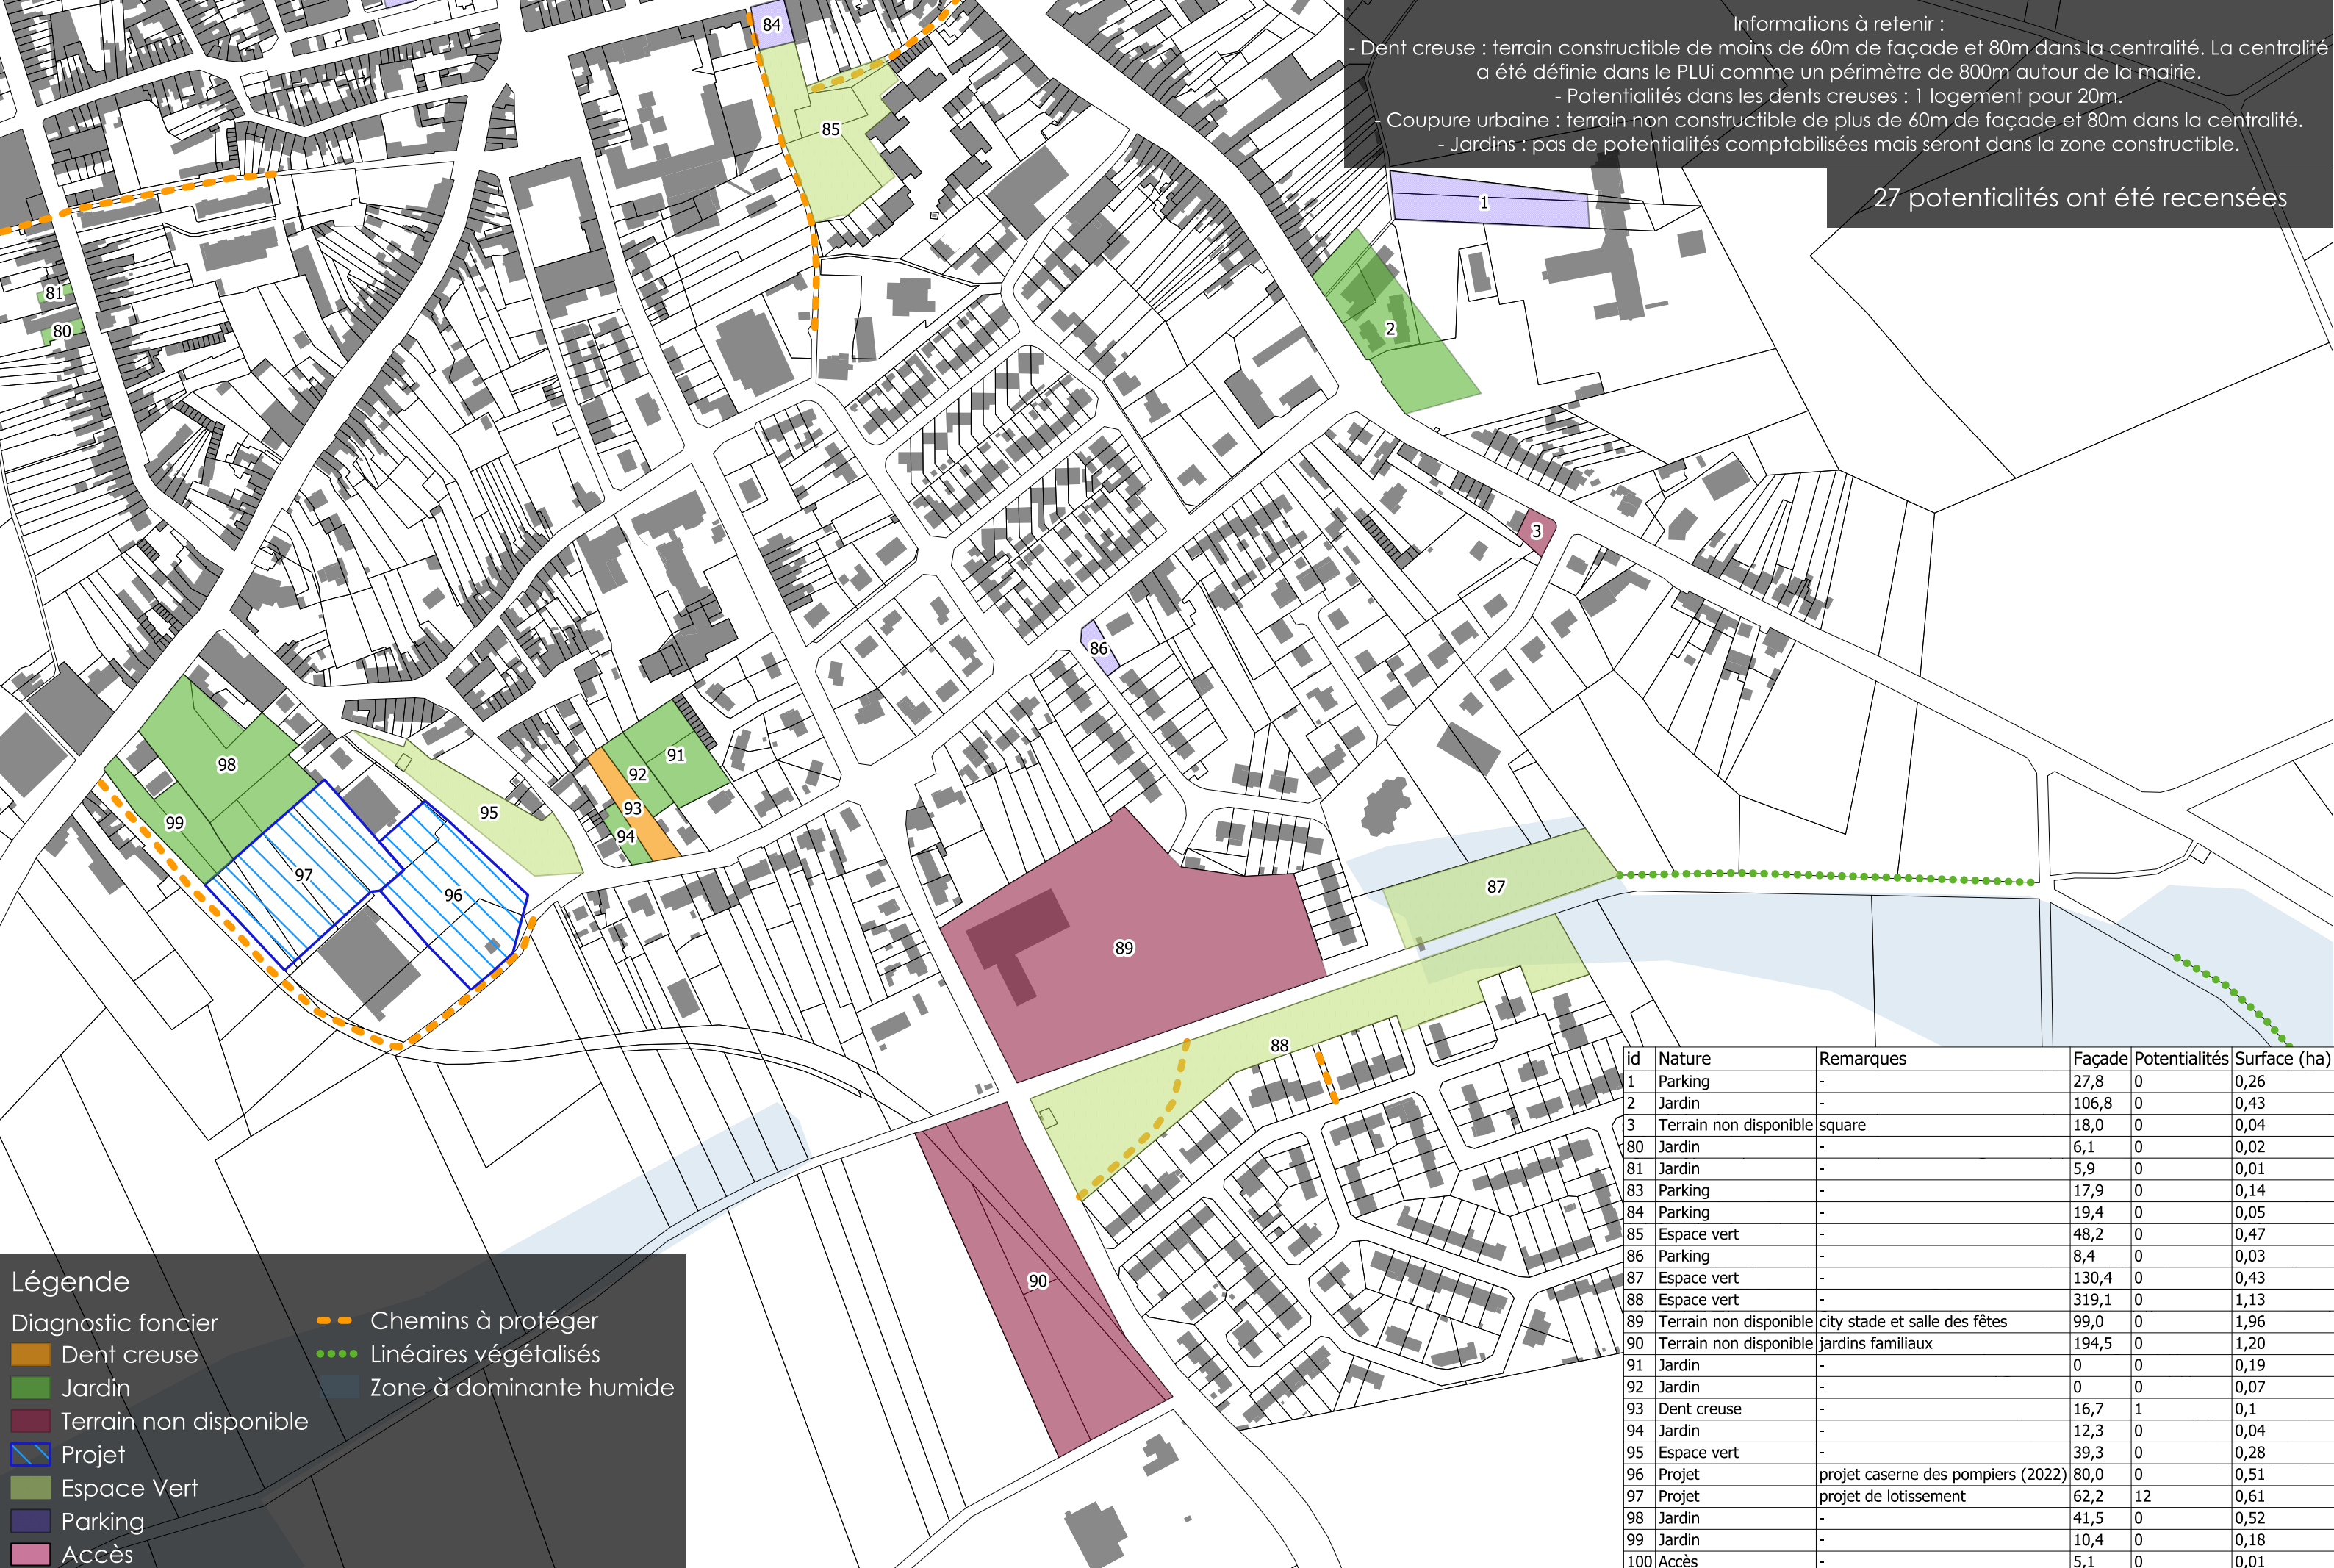 Informations à retenir :
- Dent creuse : terrain constructible de moins de 60m de façade et 80m dans la centralité. La centralité
a été définie dans le PLUi comme un périmètre de 800m autour de la mairie.
- Potentialités dans les dents creuses : 1 logement pour 20m.
- Coupure urbaine : terrain non constructible de plus de 60m de façade et 80m dans la centralité.
- Jardins : pas de potentialités comptabilisées mais seront dans la zone constructible.
27 potentialités ont été recensées
84
85
1
81
80
2
3
86
98
99
97
96
95
91
92
93
94
87
89
88
90
id Nature Remarques Façade Potentialités Surface (ha)
1 Parking - 27,8 0 0,26
2 Jardin - 106,8 0 0,43
3 Terrain non disponible square 18,0 0 0,04
80 Jardin - 6,1 0 0,02
81 Jardin - 5,9 0 0,01
83 Parking - 17,9 0 0,14
84 Parking - 19,4 0 0,05
85 Espace vert - 48,2 0 0,47
86 Parking - 8,4 0 0,03
87 Espace vert - 130,4 0 0,43
88 Espace vert - 319,1 0 1,13
89 Terrain non disponible city stade et salle des fêtes 99,0 0 1,96
90 Terrain non disponible jardins familiaux 194,5 0 1,20
91 Jardin - 0 0 0,19
92 Jardin - 0 0 0,07
93 Dent creuse - 16,7 1 0,1
94 Jardin - 12,3 0 0,04
95 Espace vert - 39,3 0 0,28
96 Projet projet caserne des pompiers (2022) 80,0 0 0,51
97 Projet projet de lotissement 62,2 12 0,61
98 Jardin - 41,5 0 0,52
99 Jardin - 10,4 0 0,18
100 Accès - 5,1 0 0,01
Légende
Diagnostic foncier
Dent creuse
Jardin
Terrain non disponible
Projet
Espace Vert
Parking
Accès
Chemins à protéger
Linéaires végétalisés
Zone à dominante humide